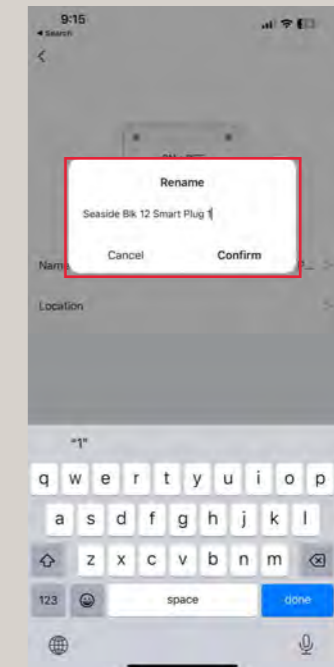 9:15
◄ Search
Rename
Seaside Blk 12 Smart Plug 1
Cancel Confirm
Name
Location
"1"
q w e r t y u i o p
a s d f g h j k l
z x c v b n m
123 space done